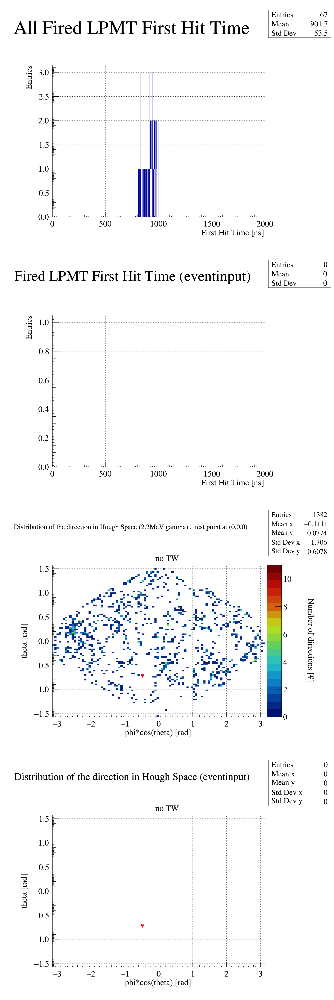 All Fired LPMT First Hit Time
Entries 67
Mean 901.7
Std Dev 53.5
Entries
3.0
2.5
2.0
1.5
1.0
0.5
0.0
0 500 1000 1500 2000
First Hit Time [ns]
Fired LPMT First Hit Time (eventinput)
Entries 0
Mean 0
Std Dev 0
Entries
1.0
0.8
0.6
0.4
0.2
0.0
0 500 1000 1500 2000
First Hit Time [ns]
Distribution of the direction in Hough Space (2.2MeV gamma) , test point at (0,0,0)
Entries 1382
Mean x −0.1111
Mean y 0.0774
Std Dev x 1.706
Std Dev y 0.6078
no TW
theta [rad]
1.5
1.0
0.5
0.0
−0.5
−1.0
−1.5
−3 −2 −1 0 1 2 3
phi*cos(theta) [rad]
10
8
6
4
2
0
Number of directions [#]
Distribution of the direction in Hough Space (eventinput)
Entries 0
Mean x 0
Mean y 0
Std Dev x 0
Std Dev y 0
no TW
theta [rad]
1.5
1.0
0.5
0.0
−0.5
−1.0
−1.5
−3 −2 −1 0 1 2 3
phi*cos(theta) [rad]